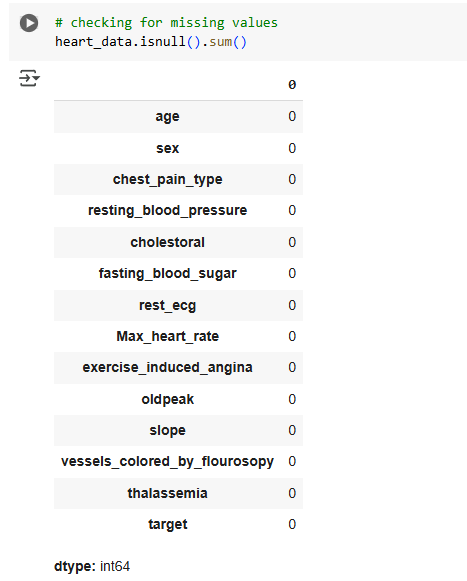 # checking for missing values
heart_data.isnull().sum()
0
age 0
sex 0
chest_pain_type 0
resting_blood_pressure 0
cholestoral 0
fasting_blood_sugar 0
rest_ecg 0
Max_heart_rate 0
exercise_induced_angina 0
oldpeak 0
slope 0
vessels_colored_by_flourosopy 0
thalassemia 0
target 0
dtype: int64